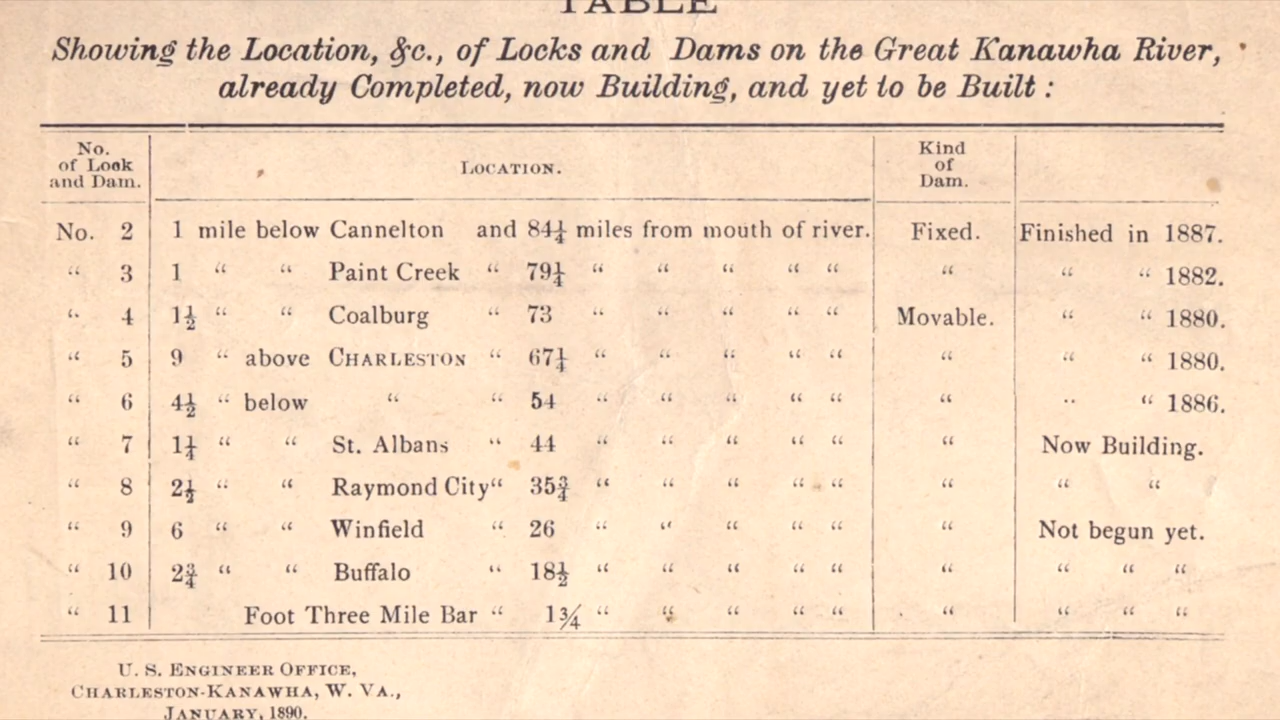 TABLE
Showing the Location, &c., of Locks and Dams on the Great Kanawha River,
already Completed, now Building, and yet to be Built :
No. of Lock and Dam. LOCATION. Kind of Dam.
No. 2 1 mile below Cannelton and 84¼ miles from mouth of river. Fixed. Finished in 1887.
“ 3 1 “ “ Paint Creek “ 79¼ “ “ “ “ “ “ “ “ 1882.
“ 4 1½ “ “ Coalburg “ 73 “ “ “ “ “ Movable. “ “ 1880.
“ 5 9 “ above CHARLESTON “ 67¼ “ “ “ “ “ “ “ “ 1880.
“ 6 4½ “ below “ “ 54 “ “ “ “ “ “ “ “ 1886.
“ 7 1¼ “ “ St. Albans “ 44 “ “ “ “ “ “ Now Building.
“ 8 2½ “ “ Raymond City “ 35¾ “ “ “ “ “ “ “ “
“ 9 6 “ “ Winfield “ 26 “ “ “ “ “ “ Not begun yet.
“ 10 2¾ “ “ Buffalo “ 18½ “ “ “ “ “ “ “ “ “
“ 11 Foot Three Mile Bar “ 1¾ “ “ “ “ “ “ “ “ “
U. S. ENGINEER OFFICE,
CHARLESTON-KANAWHA, W. VA.,
JANUARY, 1890.